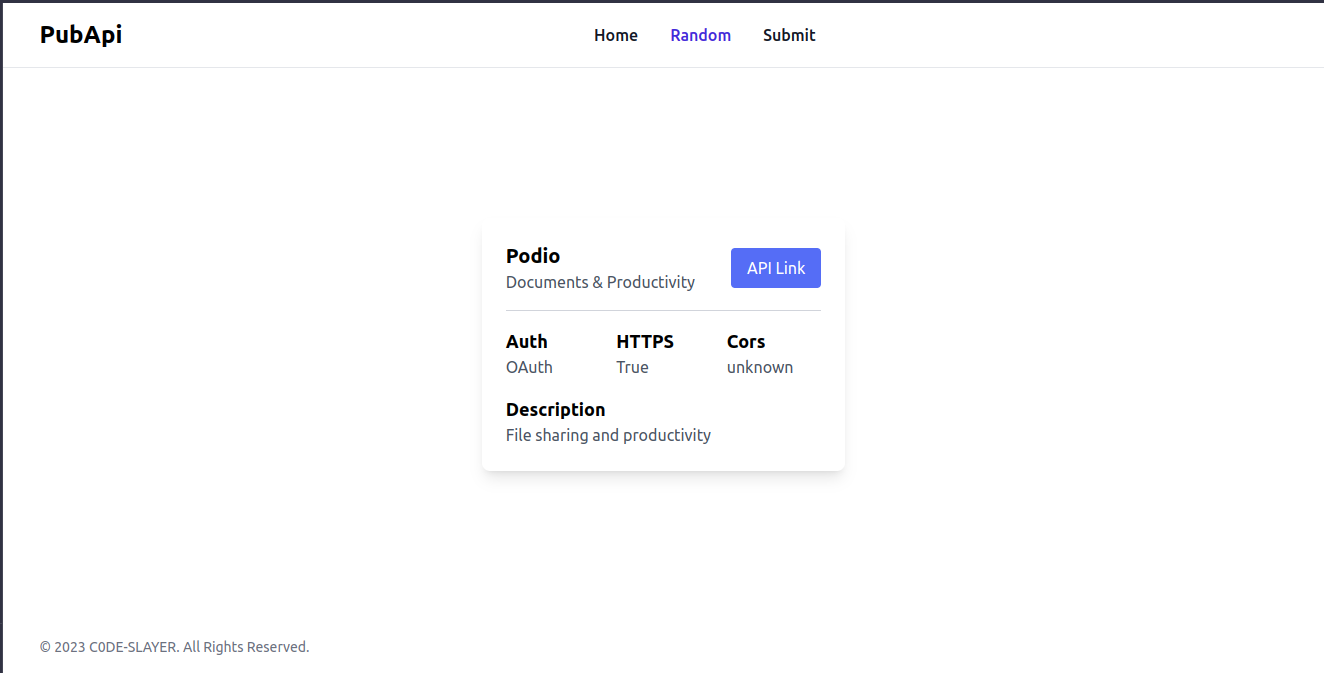 PubApi
Home Random Submit
Podio
Documents & Productivity
API Link
Auth HTTPS Cors
OAuth True unknown
Description
File sharing and productivity
© 2023 C0DE-SLAYER. All Rights Reserved.